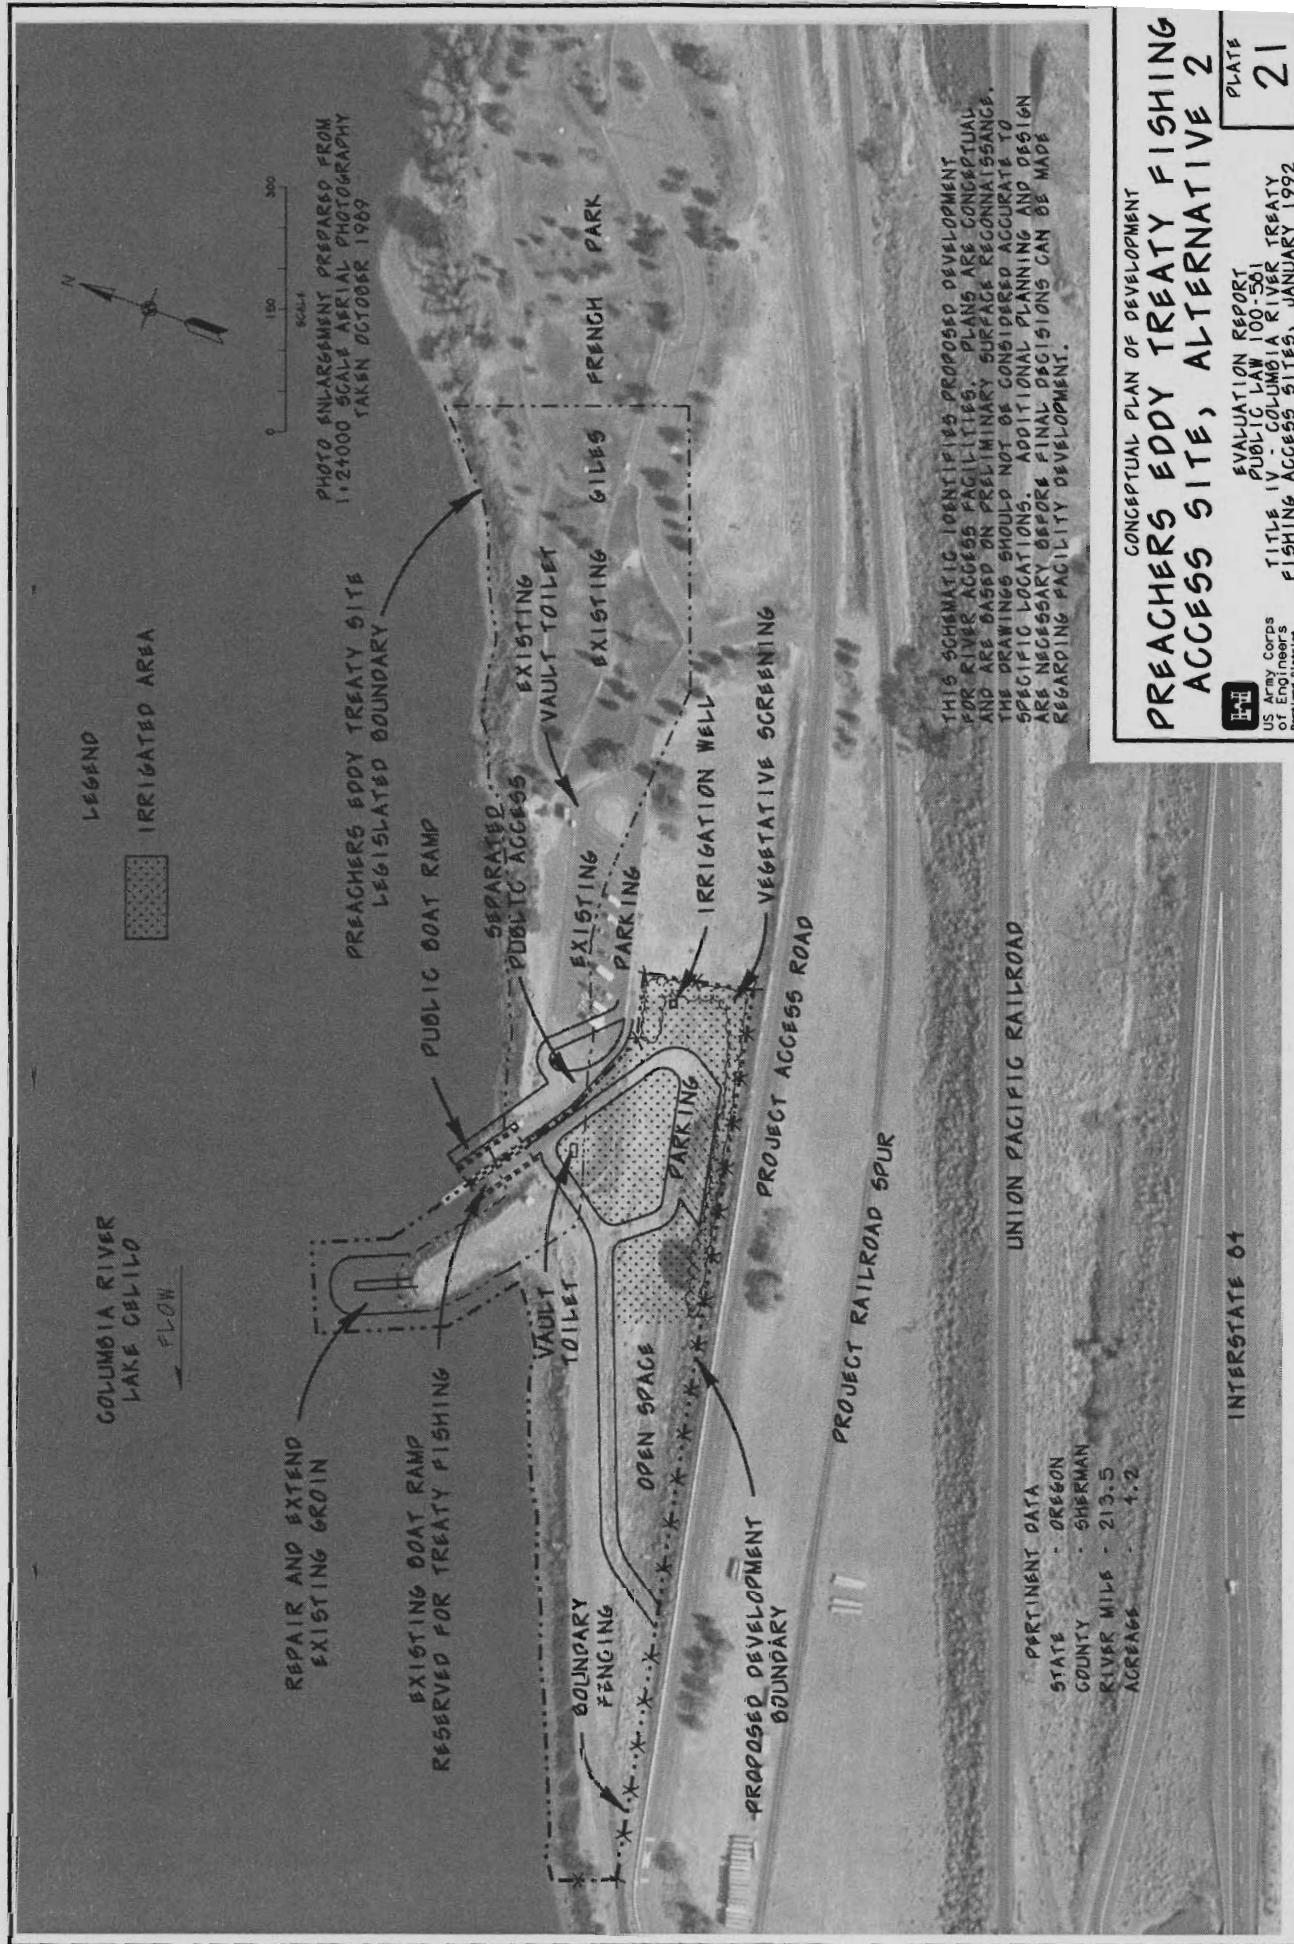 COLUMBIA RIVER
LAKE CELILO
FLOW
LEGEND
IRRIGATED AREA
N
0 150 300
SCALE
PHOTO ENLARGEMENT PREPARED FROM
1:24000 SCALE AERIAL PHOTOGRAPHY
TAKEN OCTOBER 1989
REPAIR AND EXTEND
EXISTING GROIN
EXISTING BOAT RAMP
RESERVED FOR TREATY FISHING
PUBLIC BOAT RAMP
PREACHERS EDDY TREATY SITE
LEGISLATED BOUNDARY
SEPARATED
PUBLIC ACCESS
EXISTING
VAULT TOILET
EXISTING GILES FRENCH PARK
EXISTING
PARKING
VAULT
TOILET
PARKING
IRRIGATION WELL
VEGETATIVE SCREENING
OPEN SPACE
BOUNDARY
FENCING
PROPOSED DEVELOPMENT
BOUNDARY
PROJECT ACCESS ROAD
PROJECT RAILROAD SPUR
UNION PACIFIC RAILROAD
INTERSTATE 84
PERTINENT DATA
STATE - OREGON
COUNTY - SHERMAN
RIVER MILE - 213.5
ACREAGE - 4.2
THIS SCHEMATIC IDENTIFIES PROPOSED DEVELOPMENT
FOR RIVER ACCESS FACILITIES. PLANS ARE CONCEPTUAL
AND ARE BASED ON PRELIMINARY SURFACE RECONNAISSANCE.
THE DRAWINGS SHOULD NOT BE CONSIDERED ACCURATE TO
SPECIFIC LOCATIONS. ADDITIONAL PLANNING AND DESIGN
ARE NECESSARY BEFORE FINAL DECISIONS CAN BE MADE
REGARDING FACILITY DEVELOPMENT.
CONCEPTUAL PLAN OF DEVELOPMENT
PREACHERS EDDY TREATY FISHING
ACCESS SITE, ALTERNATIVE 2
US Army Corps
of Engineers
Portland District
EVALUATION REPORT
PUBLIC LAW 100-581
TITLE IV - COLUMBIA RIVER TREATY
FISHING ACCESS SITES, JANUARY 1992
PLATE
21